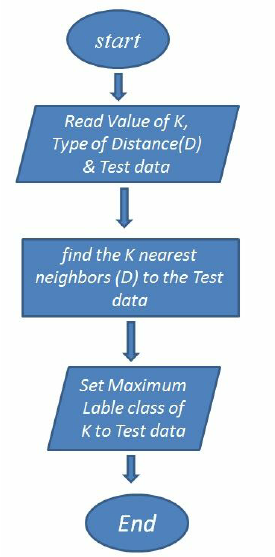 start
Read Value of K,
Type of Distance(D)
& Test data
find the K nearest
neighbors (D) to the Test
data
Set Maximum
Lable class of
K to Test data
End